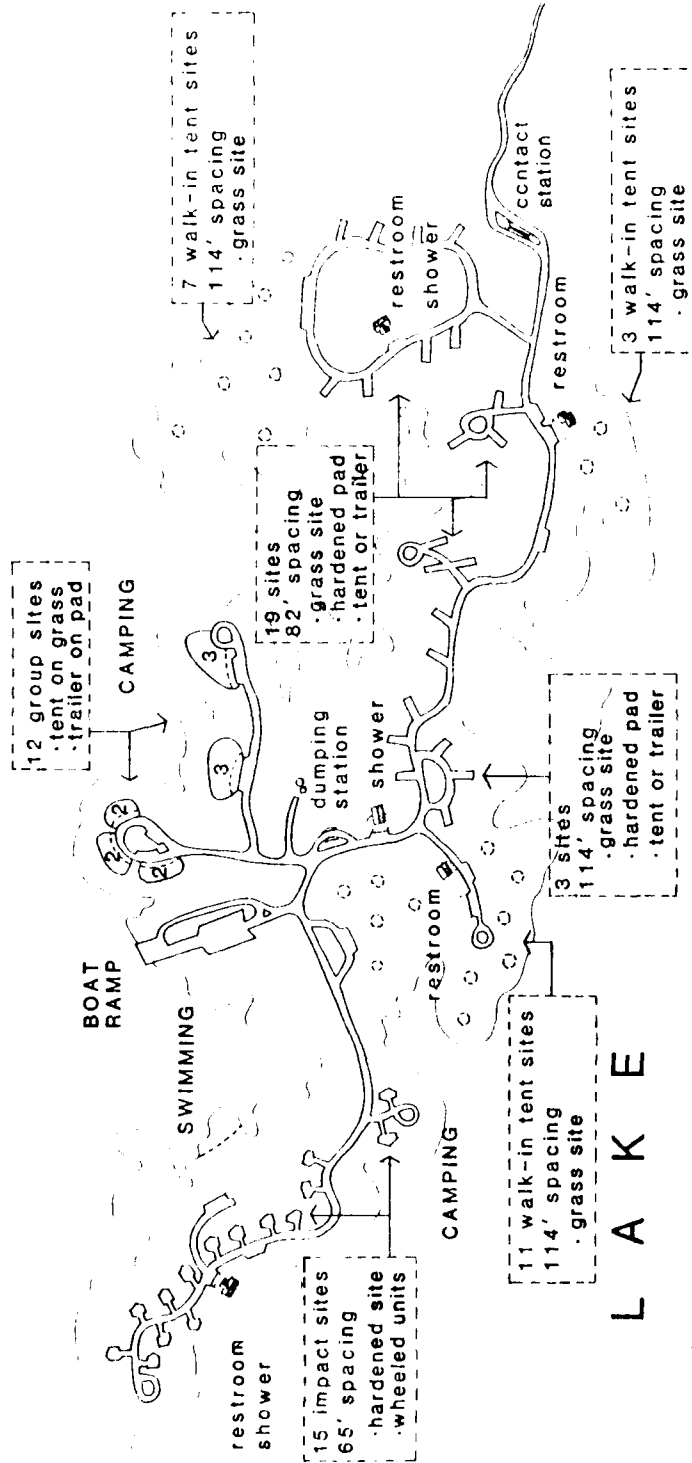 12 group sites
·tent on grass
·trailer on pad
CAMPING
7 walk-in tent sites
114' spacing
·grass site
BOAT
RAMP
2
2
2
3
3
SWIMMING
dumping
station
19 sites
82' spacing
·grass site
·hardened pad
·tent or trailer
restroom
shower
contact
station
shower
restroom
restroom
restroom
shower
15 impact sites
65' spacing
·hardened site
·wheeled units
CAMPING
11 walk-in tent sites
114' spacing
·grass site
3 sites
114' spacing
·grass site
·hardened pad
·tent or trailer
3 walk-in tent sites
114' spacing
·grass site
LAKE